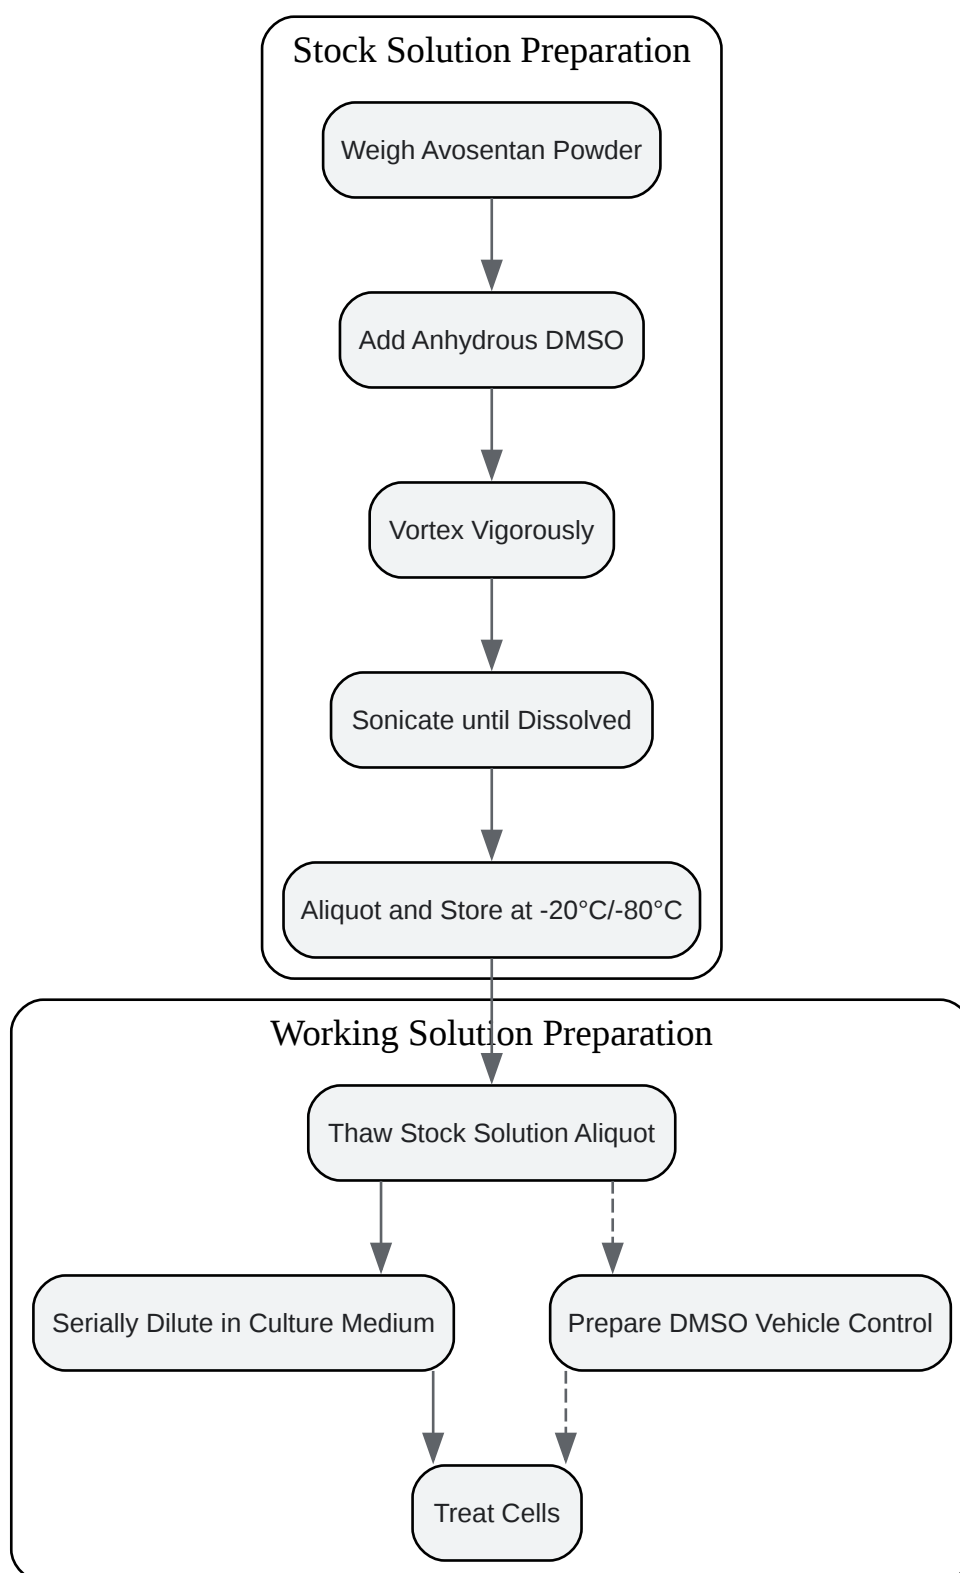 Stock Solution Preparation
Weigh Avosentan Powder
Add Anhydrous DMSO
Vortex Vigorously
Sonicate until Dissolved
Aliquot and Store at -20°C/-80°C
Working Solution Preparation
Thaw Stock Solution Aliquot
Serially Dilute in Culture Medium
Prepare DMSO Vehicle Control
Treat Cells